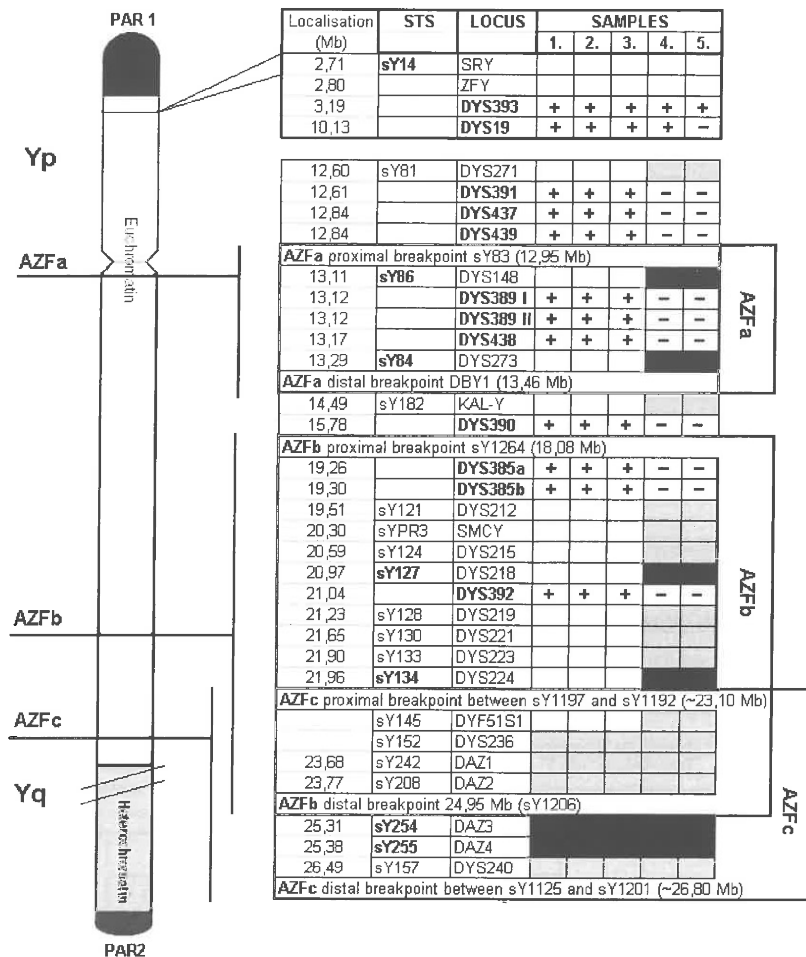 PAR 1
Yp
Euchromatin
AZFa
AZFb
AZFc
Yq
Heterochromatin
PAR2
Localisation (Mb) STS LOCUS SAMPLES
1. 2. 3. 4. 5.
2,71 sY14 SRY
2,80 ZFY
3,19 DYS393 + + + + +
10,13 DYS19 + + + + −
12,60 sY81 DYS271
12,61 DYS391 + + + − −
12,84 DYS437 + + + − −
12,84 DYS439 + + + − −
AZFa proximal breakpoint sY83 (12,95 Mb)
13,11 sY86 DYS148
13,12 DYS389 I + + + − −
13,12 DYS389 II + + + − −
13,17 DYS438 + + + − −
13,29 sY84 DYS273
AZFa distal breakpoint DBY1 (13,46 Mb)
AZFa
14,49 sY182 KAL-Y
15,78 DYS390 + + + − −
AZFb proximal breakpoint sY1264 (18,08 Mb)
19,26 DYS385a + + + − −
19,30 DYS385b + + + − −
19,51 sY121 DYS212
20,30 sYPR3 SMCY
20,59 sY124 DYS215
20,97 sY127 DYS218
21,04 DYS392 + + + − −
21,23 sY128 DYS219
21,65 sY130 DYS221
21,90 sY133 DYS223
21,96 sY134 DYS224
AZFb
AZFc proximal breakpoint between sY1197 and sY1192 (~23,10 Mb)
sY145 DYF51S1
sY152 DYS236
23,68 sY242 DAZ1
23,77 sY208 DAZ2
AZFb distal breakpoint 24,95 Mb (sY1206)
25,31 sY254 DAZ3
25,38 sY255 DAZ4
26,49 sY157 DYS240
AZFc distal breakpoint between sY1125 and sY1201 (~26,80 Mb)
AZFc